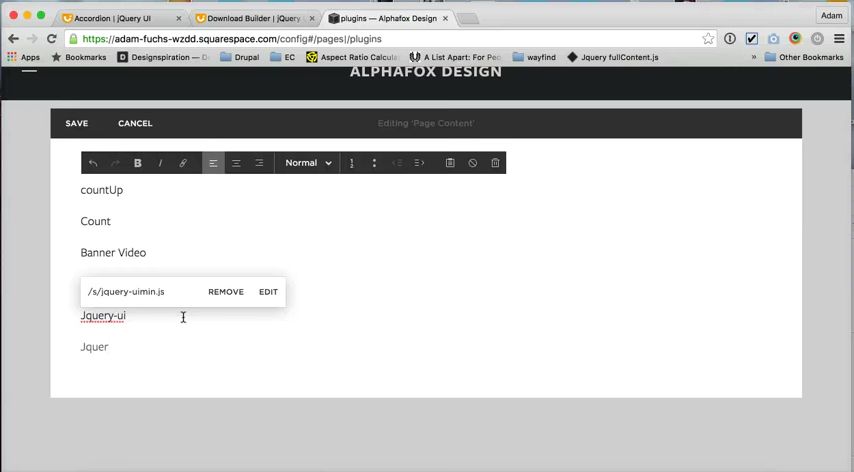 Accordion | jQuery UI
Download Builder | jQuery
plugins — Alphafox Design
Adam
https://adam-fuchs-wzdd.squarespace.com/config#/pages|/plugins
Apps
Bookmarks
Designspiration —
Drupal
EC
Aspect Ratio Calcula
A List Apart: For Peo
wayfind
Jquery fullContent.js
»
Other Bookmarks
ALPHAFOX DESIGN
SAVE
CANCEL
Editing 'Page Content'
B
I
Normal
countUp
Count
Banner Video
/s/jquery-uimin.js
REMOVE
EDIT
Jquery-ui
Jquer